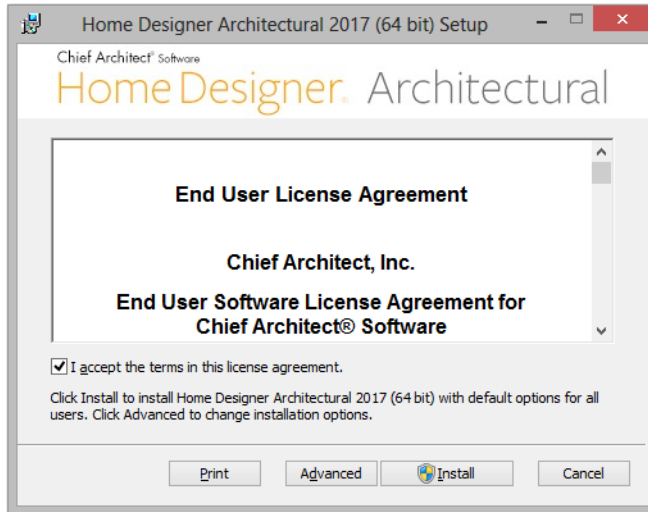 Home Designer Architectural 2017 (64 bit) Setup
Chief Architect® Software
Home Designer® Architectural
End User License Agreement
Chief Architect, Inc.
End User Software License Agreement for
Chief Architect® Software
I accept the terms in this license agreement.
Click Install to install Home Designer Architectural 2017 (64 bit) with default options for all
users. Click Advanced to change installation options.
Print Advanced Install Cancel